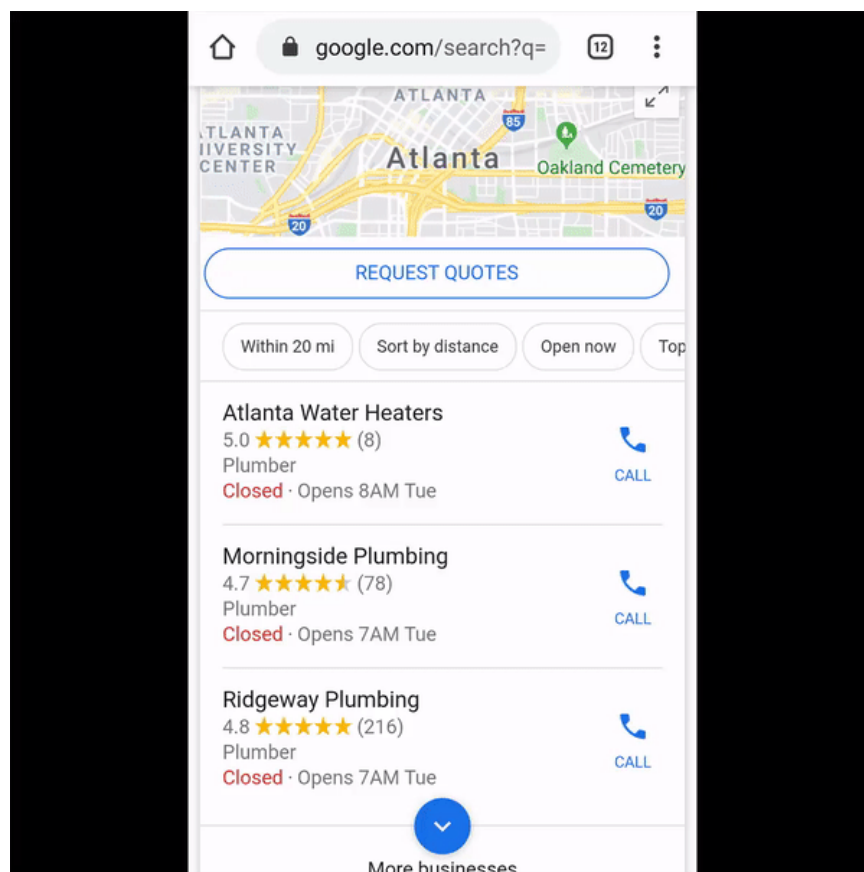 google.com/search?q=
12
ATLANTA
85
TLANTA
IIVERSITY
CENTER
Atlanta
Oakland Cemetery
20
20
REQUEST QUOTES
Within 20 mi
Sort by distance
Open now
Top
Atlanta Water Heaters
5.0 ★★★★★ (8)
Plumber
Closed · Opens 8AM Tue
CALL
Morningside Plumbing
4.7 ★★★★★ (78)
Plumber
Closed · Opens 7AM Tue
CALL
Ridgeway Plumbing
4.8 ★★★★★ (216)
Plumber
Closed · Opens 7AM Tue
CALL
More businesses